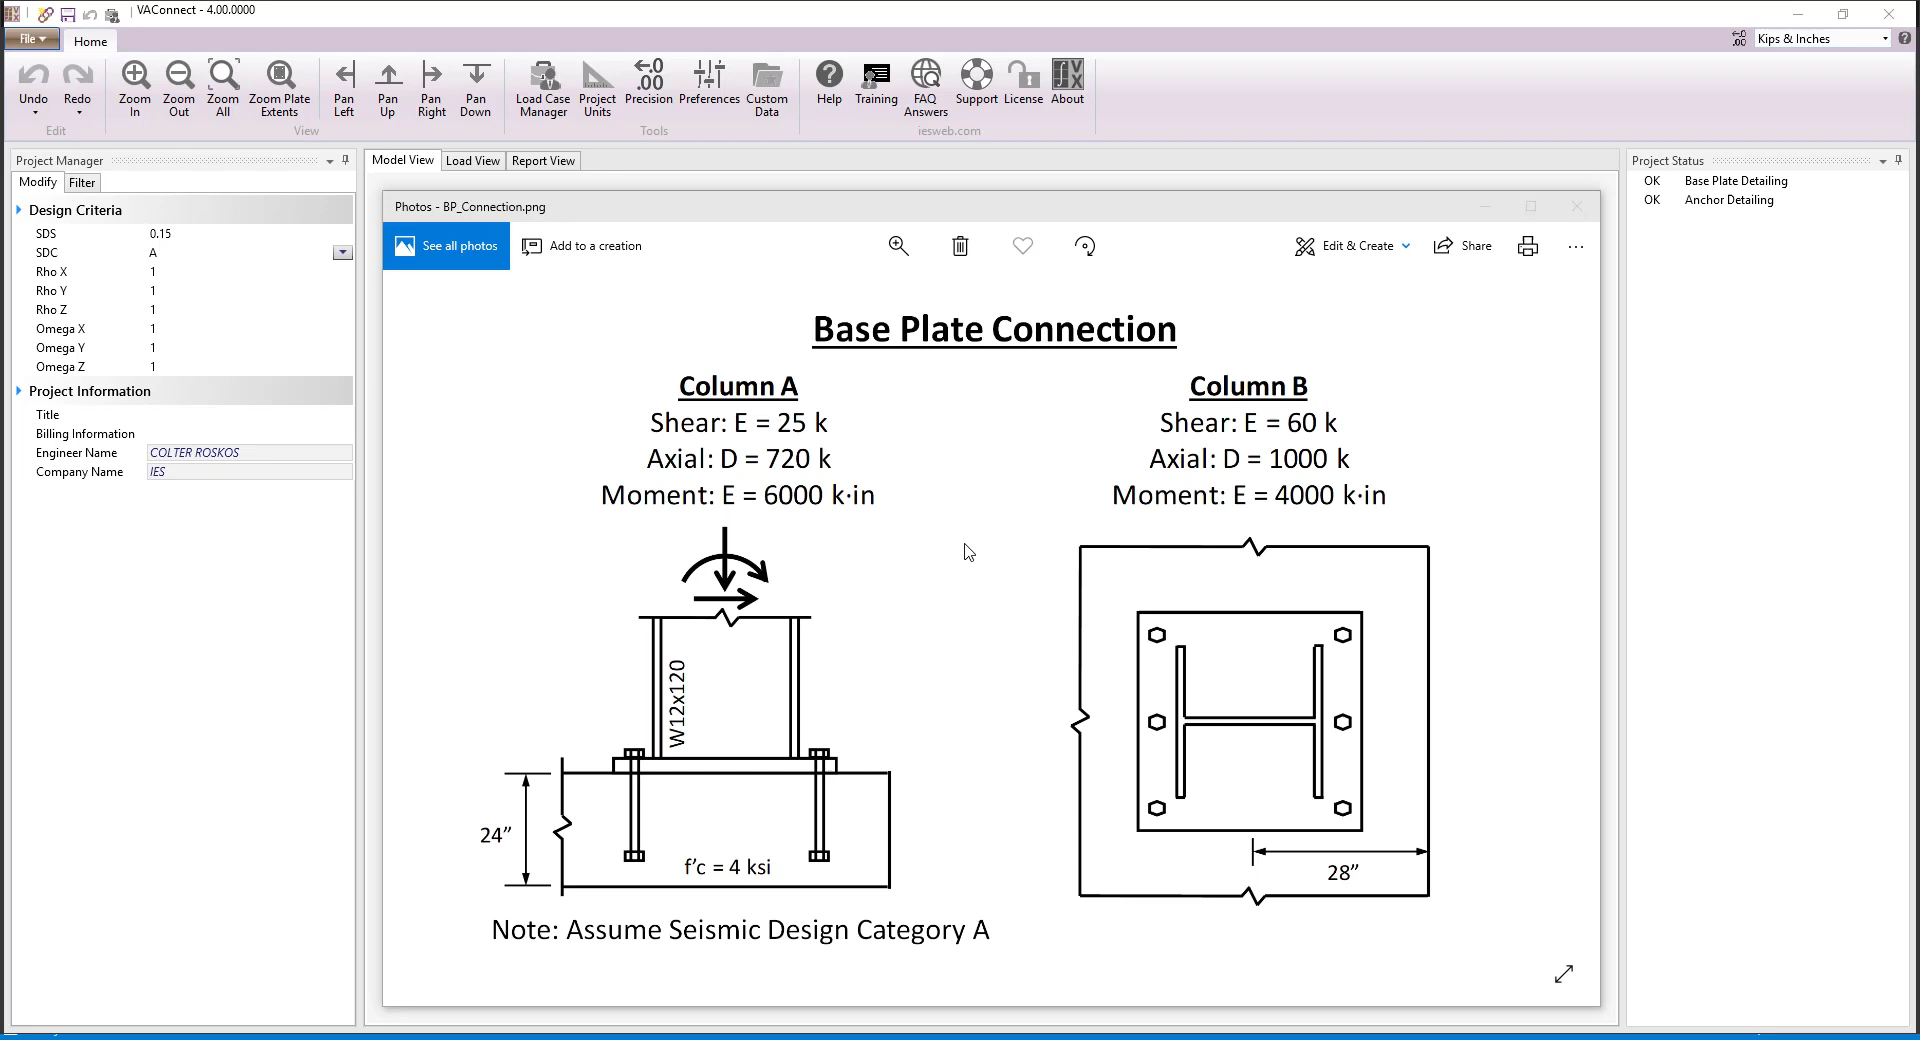 VAConnect - 4.00.0000
File
Home
Kips & Inches
Undo
Redo
Zoom In
Zoom Out
Zoom All
Zoom Plate Extents
Pan Left
Pan Up
Pan Right
Pan Down
Load Case Manager
Project Units
Precision
Preferences
Custom Data
Help
Training
FAQ Answers
Support
License
About
Edit
View
Tools
iesweb.com
Project Manager
Modify
Filter
Design Criteria
SDS 0.15
SDC A
Rho X 1
Rho Y 1
Rho Z 1
Omega X 1
Omega Y 1
Omega Z 1
Project Information
Title
Billing Information
Engineer Name COLTER ROSKOS
Company Name IES
Model View
Load View
Report View
Photos - BP_Connection.png
See all photos
Add to a creation
Edit & Create
Share
Base Plate Connection
Column A
Shear: E = 25 k
Axial: D = 720 k
Moment: E = 6000 k·in
Column B
Shear: E = 60 k
Axial: D = 1000 k
Moment: E = 4000 k·in
W12x120
24”
f’c = 4 ksi
28”
Note: Assume Seismic Design Category A
Project Status
OK Base Plate Detailing
OK Anchor Detailing